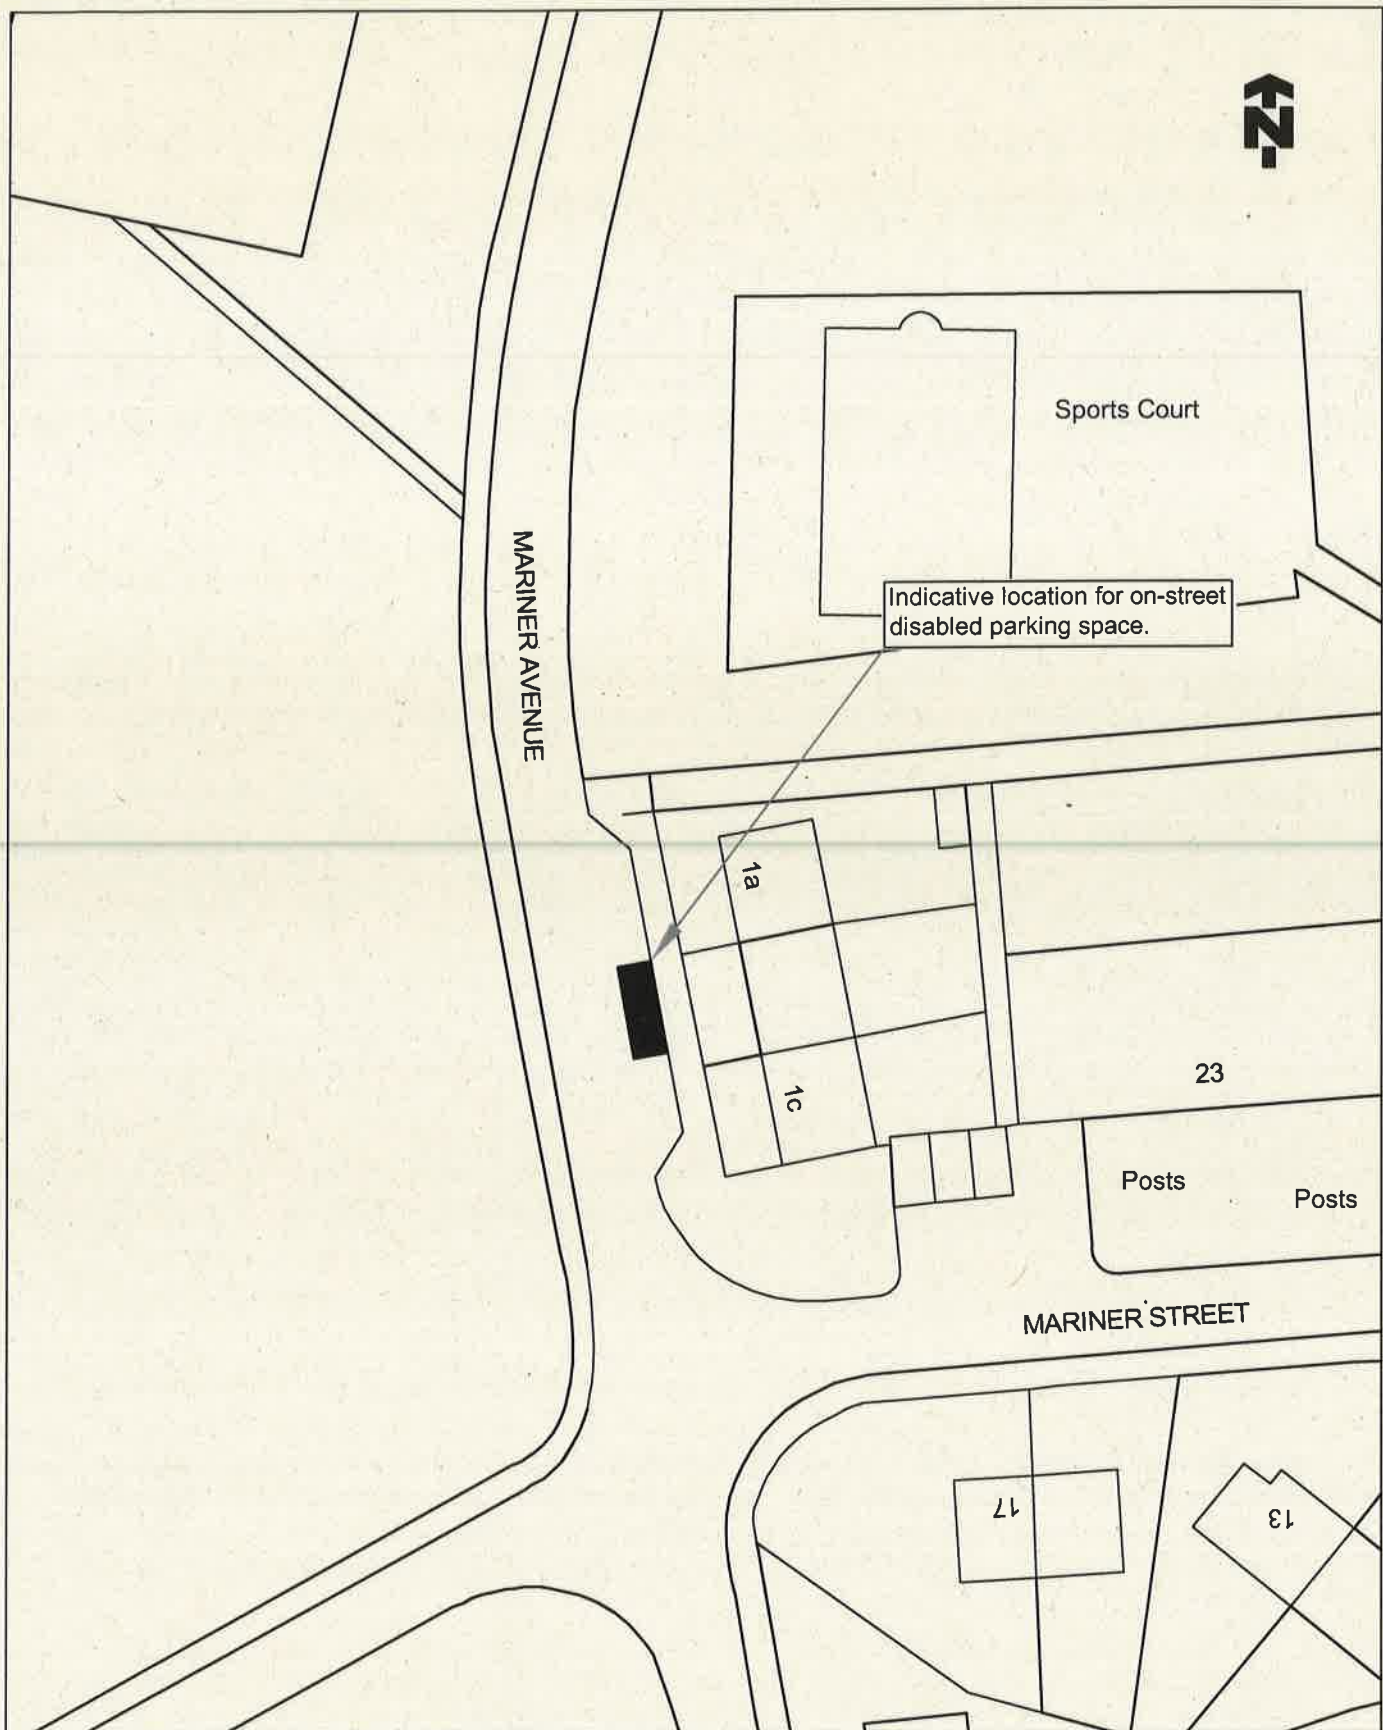 N
Sports Court
MARINER AVENUE
Indicative location for on-street
disabled parking space.
1a
1c
23
Posts
Posts
MARINER STREET
17
13